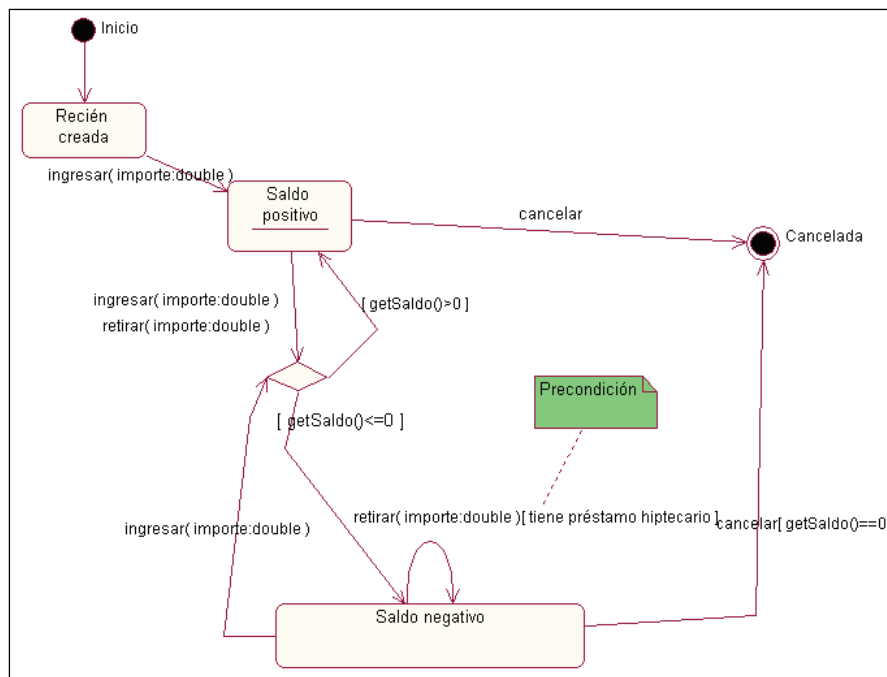 Inicio
Recién
creada
ingresar( importe:double )
Saldo
positivo
cancelar
Cancelada
ingresar( importe:double )
retirar( importe:double )
[ getSaldo()>0 ]
Precondición
[ getSaldo()<=0 ]
retirar( importe:double )[ tiene préstamo hiptecario ]
cancelar[ getSaldo()==0
ingresar( importe:double )
Saldo negativo